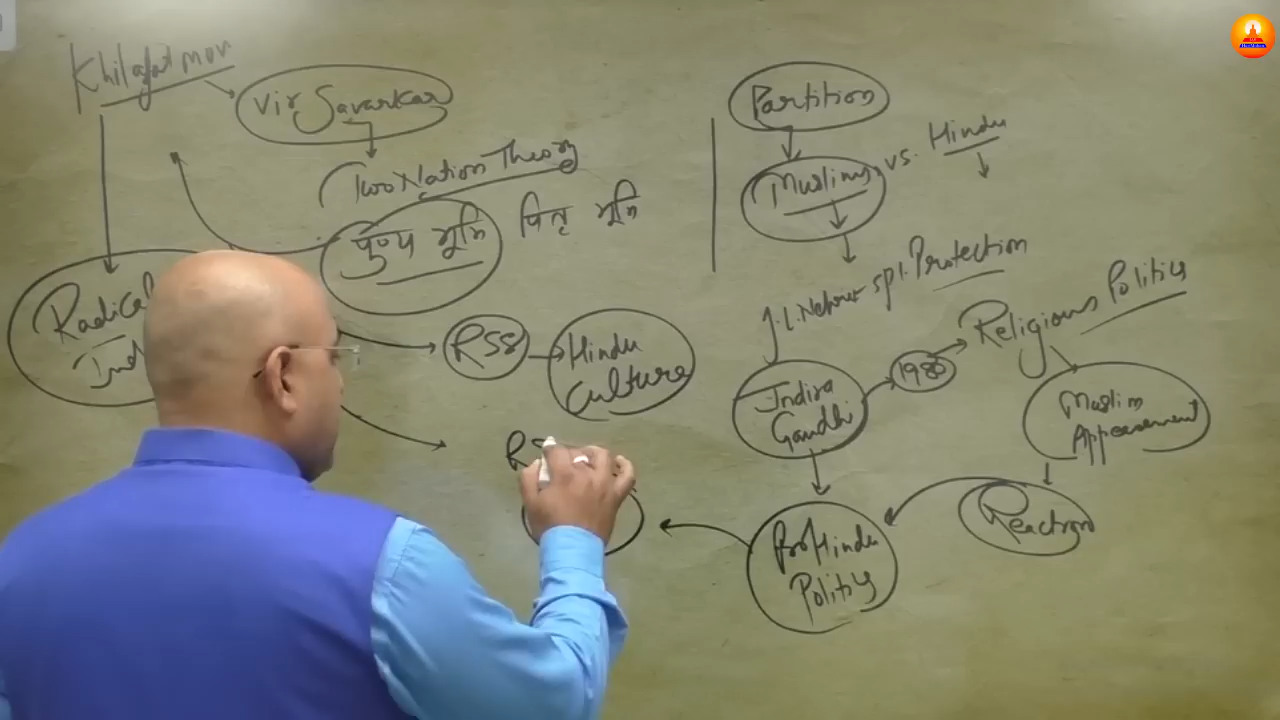 Khilafat mov
Vir Savarkar
Two Nation Theory
पुण्य भूमि पितृ भूमि
Radical
RSS
Hindu
Culture
RS
Partition
Muslims vs. Hindu
J.L.Nehru spl. Protection
Indira
Gandhi
1980
Religious Politics
Muslim
Appeasement
Reaction
Pro Hindu
Politics